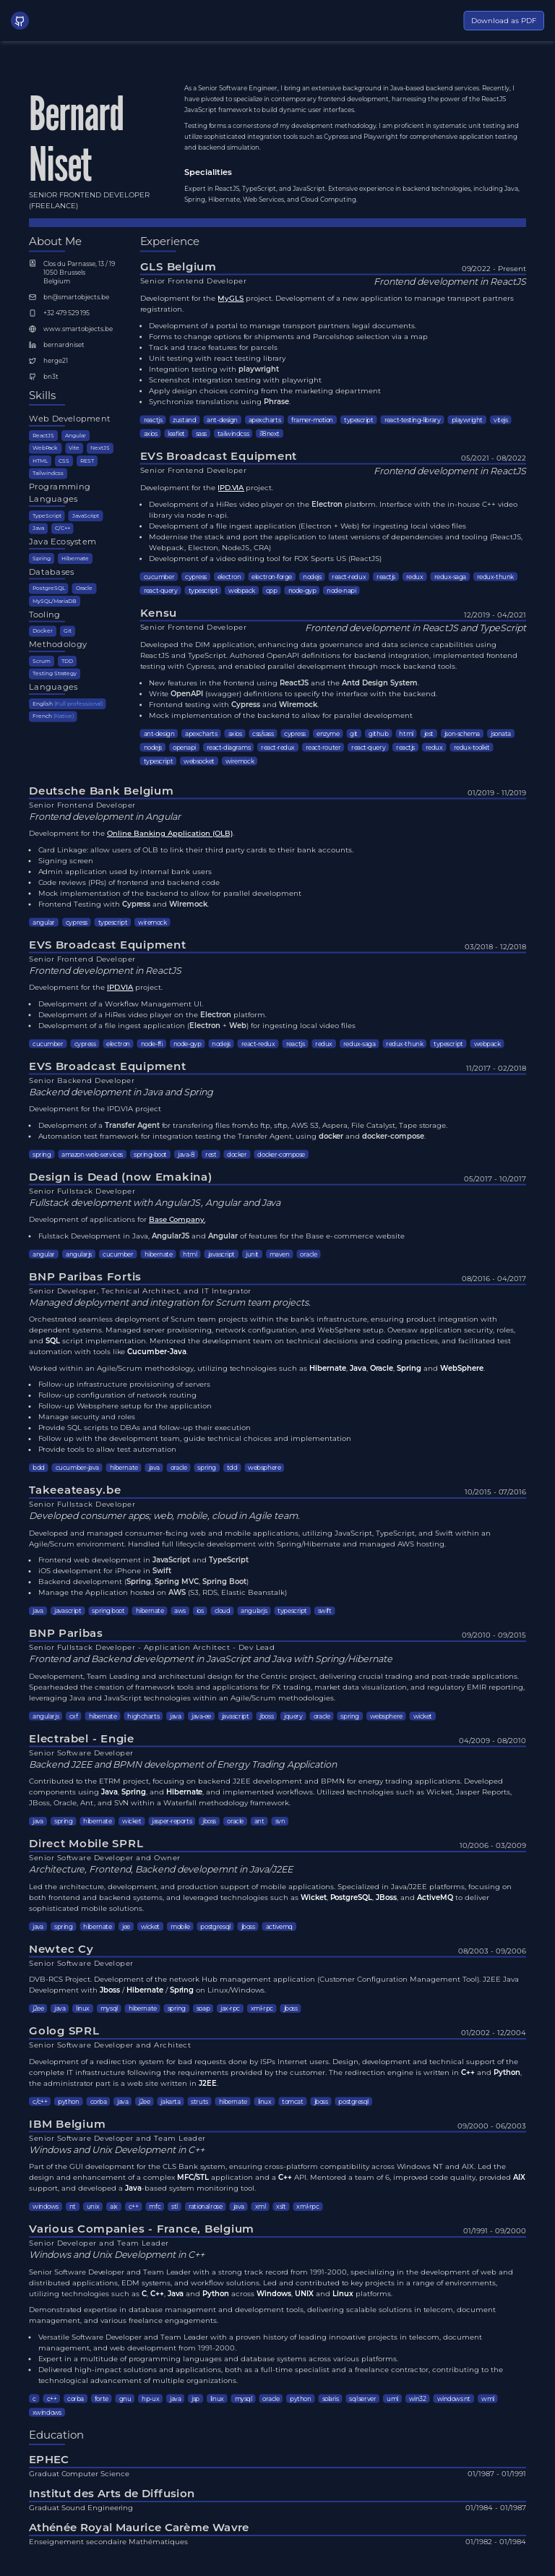 Download as PDF
Bernard
Niset
SENIOR FRONTEND DEVELOPER
(FREELANCE)
As a Senior Software Engineer, I bring an extensive background in Java-based backend services. Recently, I
have pivoted to specialize in contemporary frontend development, harnessing the power of the ReactJS
JavaScript framework to build dynamic user interfaces.
Testing forms a cornerstone of my development methodology. I am proficient in systematic unit testing and
utilize sophisticated integration tools such as Cypress and Playwright for comprehensive application testing
and backend simulation.
Specialities
Expert in ReactJS, TypeScript, and JavaScript. Extensive experience in backend technologies, including Java,
Spring, Hibernate, Web Services, and Cloud Computing.
About Me
Clos du Parnasse, 13 / 19
1050 Brussels
Belgium
bn@smartobjects.be
+32 479 529 195
www.smartobjects.be
bernardniset
herge21
bn3t
Skills
Web Development
ReactJS Angular
WebPack Vite NextJS
HTML CSS REST
Tailwindcss
Programming
Languages
TypeScript JavaScript
Java C/C++
Java Ecosystem
Spring Hibernate
Databases
PostgreSQL Oracle
MySQL/MariaDB
Tooling
Docker Git
Methodology
Scrum TDD
Testing Strategy
Languages
English (Full professional)
French (Native)
Experience
GLS Belgium 09/2022 - Present
Senior Frontend Developer Frontend development in ReactJS
Development for the MyGLS project. Development of a new application to manage transport partners
registration.
• Development of a portal to manage transport partners legal documents.
• Forms to change options for shipments and Parcelshop selection via a map
• Track and trace features for parcels
• Unit testing with react testing library
• Integration testing with playwright
• Screenshot integration testing with playwright
• Apply design choices coming from the marketing department
• Synchronize translations using Phrase.
reactjs zustand ant-design apexcharts framer-motion typescript react-testing-library playwright vitejs
axios leaflet sass tailwindcss i18next
EVS Broadcast Equipment 05/2021 - 08/2022
Senior Frontend Developer Frontend development in ReactJS
Development for the IPD.VIA project.
• Development of a HiRes video player on the Electron platform. Interface with the in-house C++ video
library via a node n-api.
• Development of a file ingest application (Electron + Web) for ingesting local video files
• Modernise the stack and port the application to latest versions of dependencies and tooling (ReactJS,
Webpack, Electron, NodeJS, CRA)
• Development of a video editing tool for FOX Sports US (ReactJS)
cucumber cypress electron electron-forge nodejs react-redux reactjs redux redux-saga redux-thunk
react-query typescript webpack cpp node-gyp node-napi
Kensu 12/2019 - 04/2021
Senior Frontend Developer Frontend development in ReactJS and TypeScript
Developed the DIM application, enhancing data governance and data science capabilities using
ReactJS and TypeScript. Authored OpenAPI definitions for backend integration, implemented frontend
testing with Cypress, and enabled parallel development through mock backend tools.
• New features in the frontend using ReactJS and the Antd Design System.
• Write OpenAPI (swagger) definitions to specify the interface with the backend.
• Frontend testing with Cypress and Wiremock.
• Mock implementation of the backend to allow for parallel development
ant-design apexcharts axios css/sass cypress enzyme git github html jest json-schema jsonata
nodejs openapi react-diagrams react-redux react-router react-query reactjs redux redux-toolkit
typescript websocket wiremock
Deutsche Bank Belgium 01/2019 - 11/2019
Senior Frontend Developer
Frontend development in Angular
Development for the Online Banking Application (OLB).
• Card Linkage: allow users of OLB to link their third party cards to their bank accounts.
• Signing screen
• Admin application used by internal bank users
• Code reviews (PRs) of frontend and backend code
• Mock implementation of the backend to allow for parallel development
• Frontend Testing with Cypress and Wiremock.
angular cypress typescript wiremock
EVS Broadcast Equipment 03/2018 - 12/2018
Senior Frontend Developer
Frontend development in ReactJS
Development for the IPD.VIA project.
• Development of a Workflow Management UI.
• Development of a HiRes video player on the Electron platform.
• Development of a file ingest application (Electron + Web) for ingesting local video files
cucumber cypress electron node-ffi node-gyp nodejs react-redux reactjs redux redux-saga redux-thunk typescript webpack
EVS Broadcast Equipment 11/2017 - 02/2018
Senior Backend Developer
Backend development in Java and Spring
Development for the IPD.VIA project
• Development of a Transfer Agent for transfering files from/to ftp, sftp, AWS S3, Aspera, File Catalyst, Tape storage.
• Automation test framework for integration testing the Transfer Agent, using docker and docker-compose.
spring amazon-web-services spring-boot java-8 rest docker docker-compose
Design is Dead (now Emakina) 05/2017 - 10/2017
Senior Fullstack Developer
Fullstack development with AngularJS, Angular and Java
Development of applications for Base Company.
• Fulstack Development in Java, AngularJS and Angular of features for the Base e-commerce website
angular angularjs cucumber hibernate html javascript junit maven oracle
BNP Paribas Fortis 08/2016 - 04/2017
Senior Developer, Technical Architect, and IT Integrator
Managed deployment and integration for Scrum team projects.
Orchestrated seamless deployment of Scrum team projects within the bank's infrastructure, ensuring product integration with
dependent systems. Managed server provisioning, network configuration, and WebSphere setup. Oversaw application security, roles,
and SQL script implementation. Mentored the development team on technical decisions and coding practices, and facilitated test
automation with tools like Cucumber-Java.
Worked within an Agile/Scrum methodology, utilizing technologies such as Hibernate, Java, Oracle, Spring and WebSphere.
• Follow-up infrastructure provisioning of servers
• Follow-up configuration of network routing
• Follow-up Websphere setup for the application
• Manage security and roles
• Provide SQL scripts to DBAs and follow-up their execution
• Follow up with the development team, guide technical choices and implementation
• Provide tools to allow test automation
bdd cucumber-java hibernate java oracle spring tdd websphere
Takeeateasy.be 10/2015 - 07/2016
Senior Fullstack Developer
Developed consumer apps; web, mobile, cloud in Agile team.
Developed and managed consumer-facing web and mobile applications, utilizing JavaScript, TypeScript, and Swift within an
Agile/Scrum environment. Handled full lifecycle development with Spring/Hibernate and managed AWS hosting.
• Frontend web development in JavaScript and TypeScript
• iOS development for iPhone in Swift
• Backend development (Spring, Spring MVC, Spring Boot)
• Manage the Application hosted on AWS (S3, RDS, Elastic Beanstalk)
java javascript spring boot hibernate aws ios cloud angularjs typescript swift
BNP Paribas 09/2010 - 09/2015
Senior Fullstack Developer - Application Architect - Dev Lead
Frontend and Backend development in JavaScript and Java with Spring/Hibernate
Developement, Team Leading and architectural design for the Centric project, delivering crucial trading and post-trade applications.
Spearheaded the creation of framework tools and applications for FX trading, market data visualization, and regulatory EMIR reporting,
leveraging Java and JavaScript technologies within an Agile/Scrum methodologies.
angularjs cxf hibernate highcharts java java-ee javascript jboss jquery oracle spring websphere wicket
Electrabel - Engie 04/2009 - 08/2010
Senior Software Developer
Backend J2EE and BPMN development of Energy Trading Application
Contributed to the ETRM project, focusing on backend J2EE development and BPMN for energy trading applications. Developed
components using Java, Spring, and Hibernate, and implemented workflows. Utilized technologies such as Wicket, Jasper Reports,
JBoss, Oracle, Ant, and SVN within a Waterfall methodology framework.
java spring hibernate wicket jasper-reports jboss oracle ant svn
Direct Mobile SPRL 10/2006 - 03/2009
Senior Software Developer and Owner
Architecture, Frontend, Backend developemnt in Java/J2EE
Led the architecture, development, and production support of mobile applications. Specialized in Java/J2EE platforms, focusing on
both frontend and backend systems, and leveraged technologies such as Wicket, PostgreSQL, JBoss, and ActiveMQ to deliver
sophisticated mobile solutions.
java spring hibernate jee wicket mobile postgresql jboss activemq
Newtec Cy 08/2003 - 09/2006
Senior Software Developer
DVB-RCS Project. Development of the network Hub management application (Customer Configuration Management Tool). J2EE Java
Development with Jboss / Hibernate / Spring on Linux/Windows.
j2ee java linux mysql hibernate spring soap jax-rpc xml-rpc jboss
Golog SPRL 01/2002 - 12/2004
Senior Software Developer and Architect
Development of a redirection system for bad requests done by ISPs Internet users. Design, development and technical support of the
complete IT infrastructure following the requirements provided by the customer. The redirection engine is written in C++ and Python,
the administrator part is a web site written in J2EE.
c/c++ python corba java j2ee jakarta struts hibernate linux tomcat jboss postgresql
IBM Belgium 09/2000 - 06/2003
Senior Software Developer and Team Leader
Windows and Unix Development in C++
Part of the GUI development for the CLS Bank system, ensuring cross-platform compatibility across Windows NT and AIX. Led the
design and enhancement of a complex MFC/STL application and a C++ API. Mentored a team of 6, improved code quality, provided AIX
support, and developed a Java-based system monitoring tool.
windows nt unix aix c++ mfc stl rational rose java xml xslt xml-rpc
Various Companies - France, Belgium 01/1991 - 09/2000
Senior Developer and Team Leader
Windows and Unix Development in C++
Senior Software Developer and Team Leader with a strong track record from 1991-2000, specializing in the development of web and
distributed applications, EDM systems, and workflow solutions. Led and contributed to key projects in a range of environments,
utilizing technologies such as C, C++, Java and Python across Windows, UNIX and Linux platforms.
Demonstrated expertise in database management and development tools, delivering scalable solutions in telecom, document
management, and various freelance engagements.
• Versatile Software Developer and Team Leader with a proven history of leading innovative projects in telecom, document
management, and web development from 1991-2000.
• Expert in a multitude of programming languages and database systems across various platforms.
• Delivered high-impact solutions and applications, both as a full-time specialist and a freelance contractor, contributing to the
technological advancement of multiple organizations.
c c++ corba forte gnu hp-ux java jsp linux mysql oracle python solaris sql server uml win32 windows nt wml
xwindows
Education
EPHEC
Graduat Computer Science 01/1987 - 01/1991
Institut des Arts de Diffusion
Graduat Sound Engineering 01/1984 - 01/1987
Athénée Royal Maurice Carème Wavre
Enseignement secondaire Mathématiques 01/1982 - 01/1984